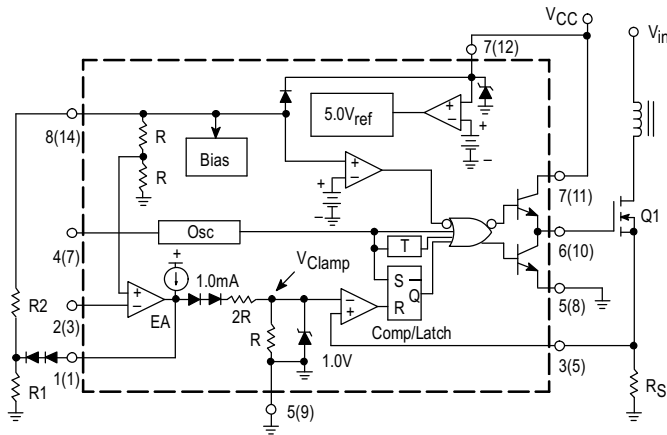 VCC
Vin
7(12)
+
-
5.0Vref
+
-
8(14)
R
Bias
R
+
-
+
-
7(11)
Q1
Osc
4(7)
T
6(10)
+
1.0mA
VClamp
S
Q
R
5(8)
+
-
EA
2R
-
+
R2
2(3)
R
1.0V
Comp/Latch
3(5)
1(1)
R1
5(9)
RS